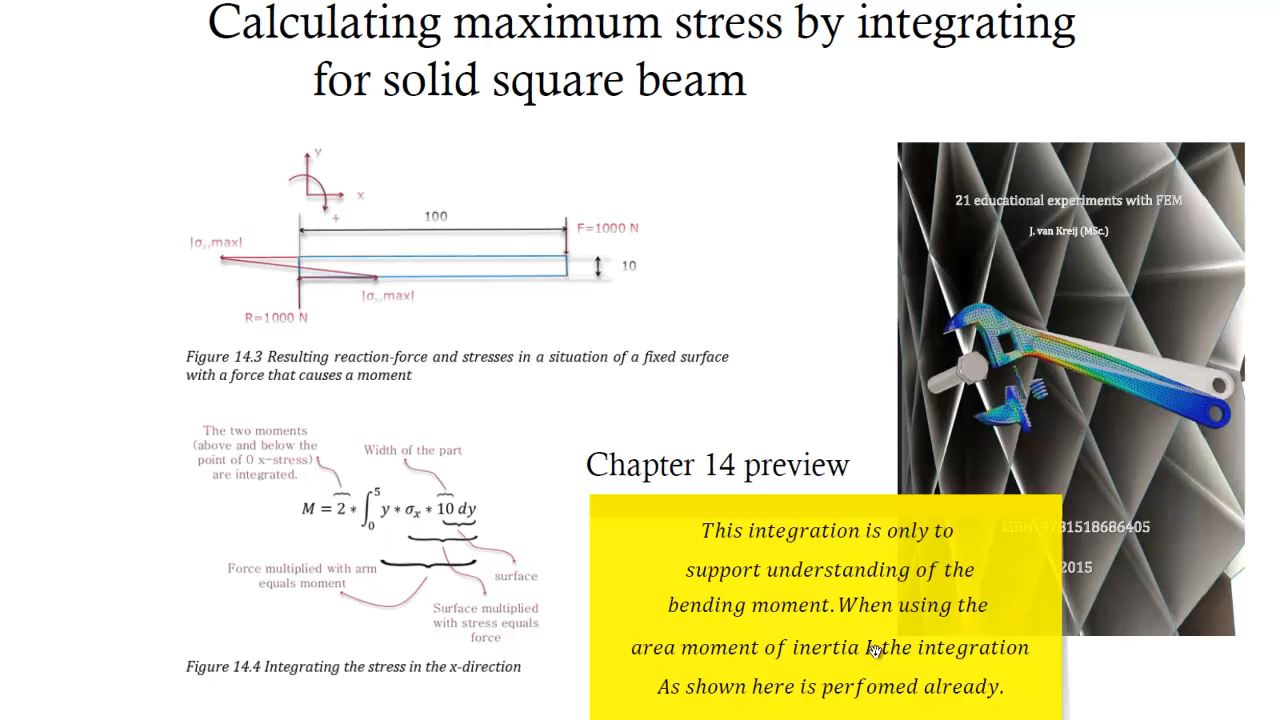 Calculating maximum stress by integrating
for solid square beam
y
x
+
100
F=1000 N
|σₓ,max|
10
|σₓ,max|
R=1000 N
Figure 14.3 Resulting reaction-force and stresses in a situation of a fixed surface
with a force that causes a moment
21 educational experiments with FEM
J. van Kreij (MSc.)
The two moments
(above and below the
point of 0 x-stress)
are integrated.
Width of the part
M = 2 * ∫₀⁵ y * σₓ * 10 dy
Force multiplied with arm
equals moment
surface
Surface multiplied
with stress equals
force
Figure 14.4 Integrating the stress in the x-direction
Chapter 14 preview
ISBN 9781518686405
2015
This integration is only to
support understanding of the
bending moment. When using the
area moment of inertia I the integration
As shown here is perfomed already.